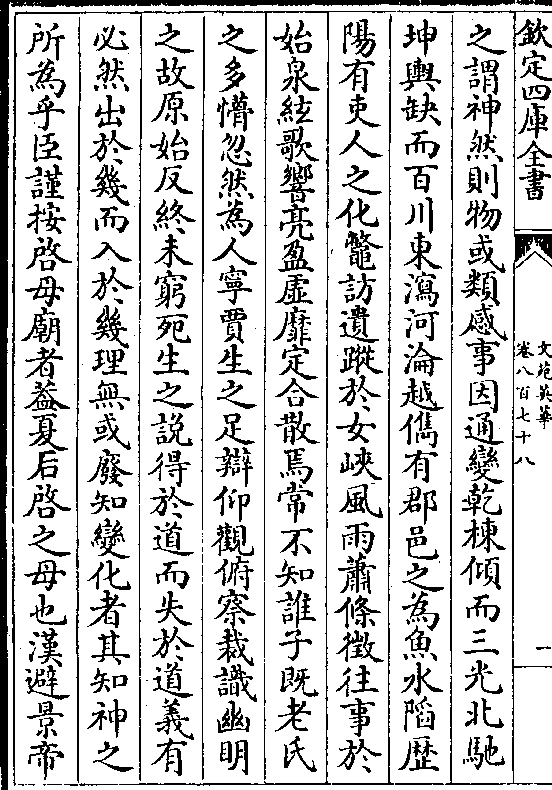 欽定四庫全書
文苑英華
卷八百七十八
一
之謂神然則物或類感事因通變乾棟傾而三光北馳
坤輿缺而百川東瀉河淪越儁有郡邑之為魚水陷歷
陽有吏人之化鼈訪遺蹤於女峽風雨蕭條徵往事於
始泉絃歌響亮盈虛靡定合散焉常不知誰子既老氏
之多懵忽然為人寧賈生之足辯仰觀俯察裁識幽明
之故原始反終未窮死生之說得於道而失於道義有
必然出於幾而入於幾理無或廢知變化者其知神之
所為乎臣謹按啓母廟者葢夏后啓之母也漢避景帝